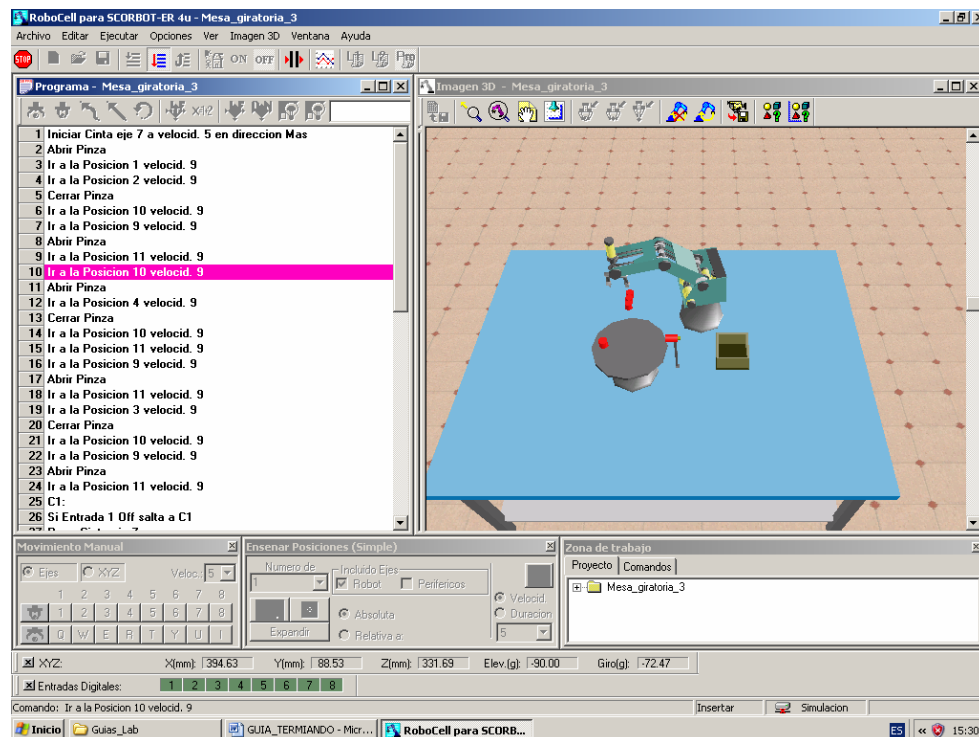 RoboCell para SCORBOT-ER 4u - Mesa_giratoria_3
Archivo Editar Ejecutar Opciones Ver Imagen 3D Ventana Ayuda
STOP ON OFF
Programa - Mesa_giratoria_3
1 Iniciar Cinta eje 7 a velocid. 5 en direccion Mas
2 Abrir Pinza
3 Ir a la Posicion 1 velocid. 9
4 Ir a la Posicion 2 velocid. 9
5 Cerrar Pinza
6 Ir a la Posicion 10 velocid. 9
7 Ir a la Posicion 9 velocid. 9
8 Abrir Pinza
9 Ir a la Posicion 11 velocid. 9
10 Ir a la Posicion 10 velocid. 9
11 Abrir Pinza
12 Ir a la Posicion 4 velocid. 9
13 Cerrar Pinza
14 Ir a la Posicion 10 velocid. 9
15 Ir a la Posicion 11 velocid. 9
16 Ir a la Posicion 9 velocid. 9
17 Abrir Pinza
18 Ir a la Posicion 11 velocid. 9
19 Ir a la Posicion 3 velocid. 9
20 Cerrar Pinza
21 Ir a la Posicion 10 velocid. 9
22 Ir a la Posicion 9 velocid. 9
23 Abrir Pinza
24 Ir a la Posicion 11 velocid. 9
25 C1:
26 Si Entrada 1 Off salta a C1
Imagen 3D - Mesa_giratoria_3
Movimiento Manual
Ejes XYZ Veloc.: 5
1 2 3 4 5 6 7 8
1 2 3 4 5 6 7 8
Q W E R T Y U I
Ensenar Posiciones (Simple)
Numero de
1
Incluido Ejes
Robot Perifericos
Absoluta
Expandir
Relativa a:
Velocid.
Duracion
5
Zona de trabajo
Proyecto Comandos
Mesa_giratoria_3
XYZ: X(mm): 394.63 Y(mm): 88.53 Z(mm): 331.69 Elev.(g): -90.00 Giro(g): -72.47
Entradas Digitales: 1 2 3 4 5 6 7 8
Comando: Ir a la Posicion 10 velocid. 9 Insertar Simulacion
Inicio Guias_Lab GUIA_TERMIANDO - Micr... RoboCell para SCORB... ES « 15:30